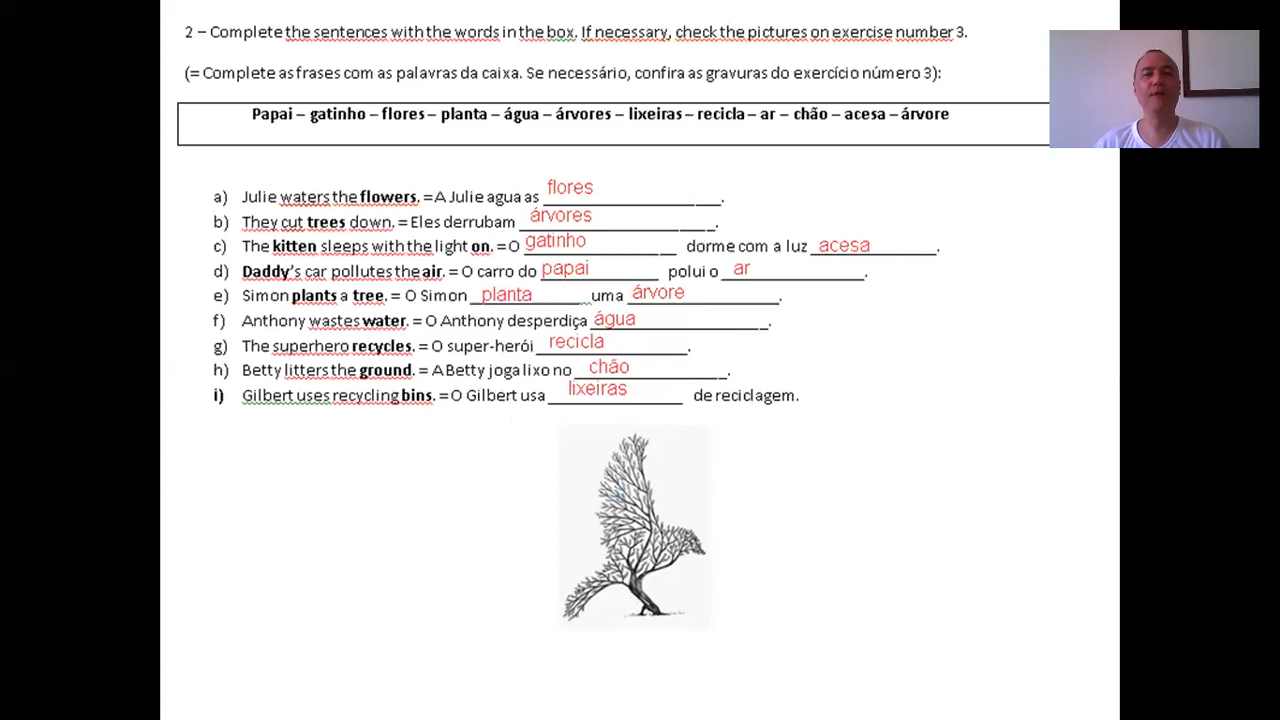 2 – Complete the sentences with the words in the box. If necessary, check the pictures on exercise number 3.
(= Complete as frases com as palavras da caixa. Se necessário, confira as gravuras do exercício número 3):
Papai – gatinho – flores – planta – água – árvores – lixeiras – recicla – ar – chão – acesa – árvore
a) Julie waters the flowers. = A Julie agua as flores.
b) They cut trees down. = Eles derrubam árvores.
c) The kitten sleeps with the light on. = O gatinho dorme com a luz acesa.
d) Daddy's car pollutes the air. = O carro do papai polui o ar.
e) Simon plants a tree. = O Simon planta uma árvore.
f) Anthony wastes water. = O Anthony desperdiça água.
g) The superhero recycles. = O super-herói recicla.
h) Betty litters the ground. = A Betty joga lixo no chão.
i) Gilbert uses recycling bins. = O Gilbert usa lixeiras de reciclagem.